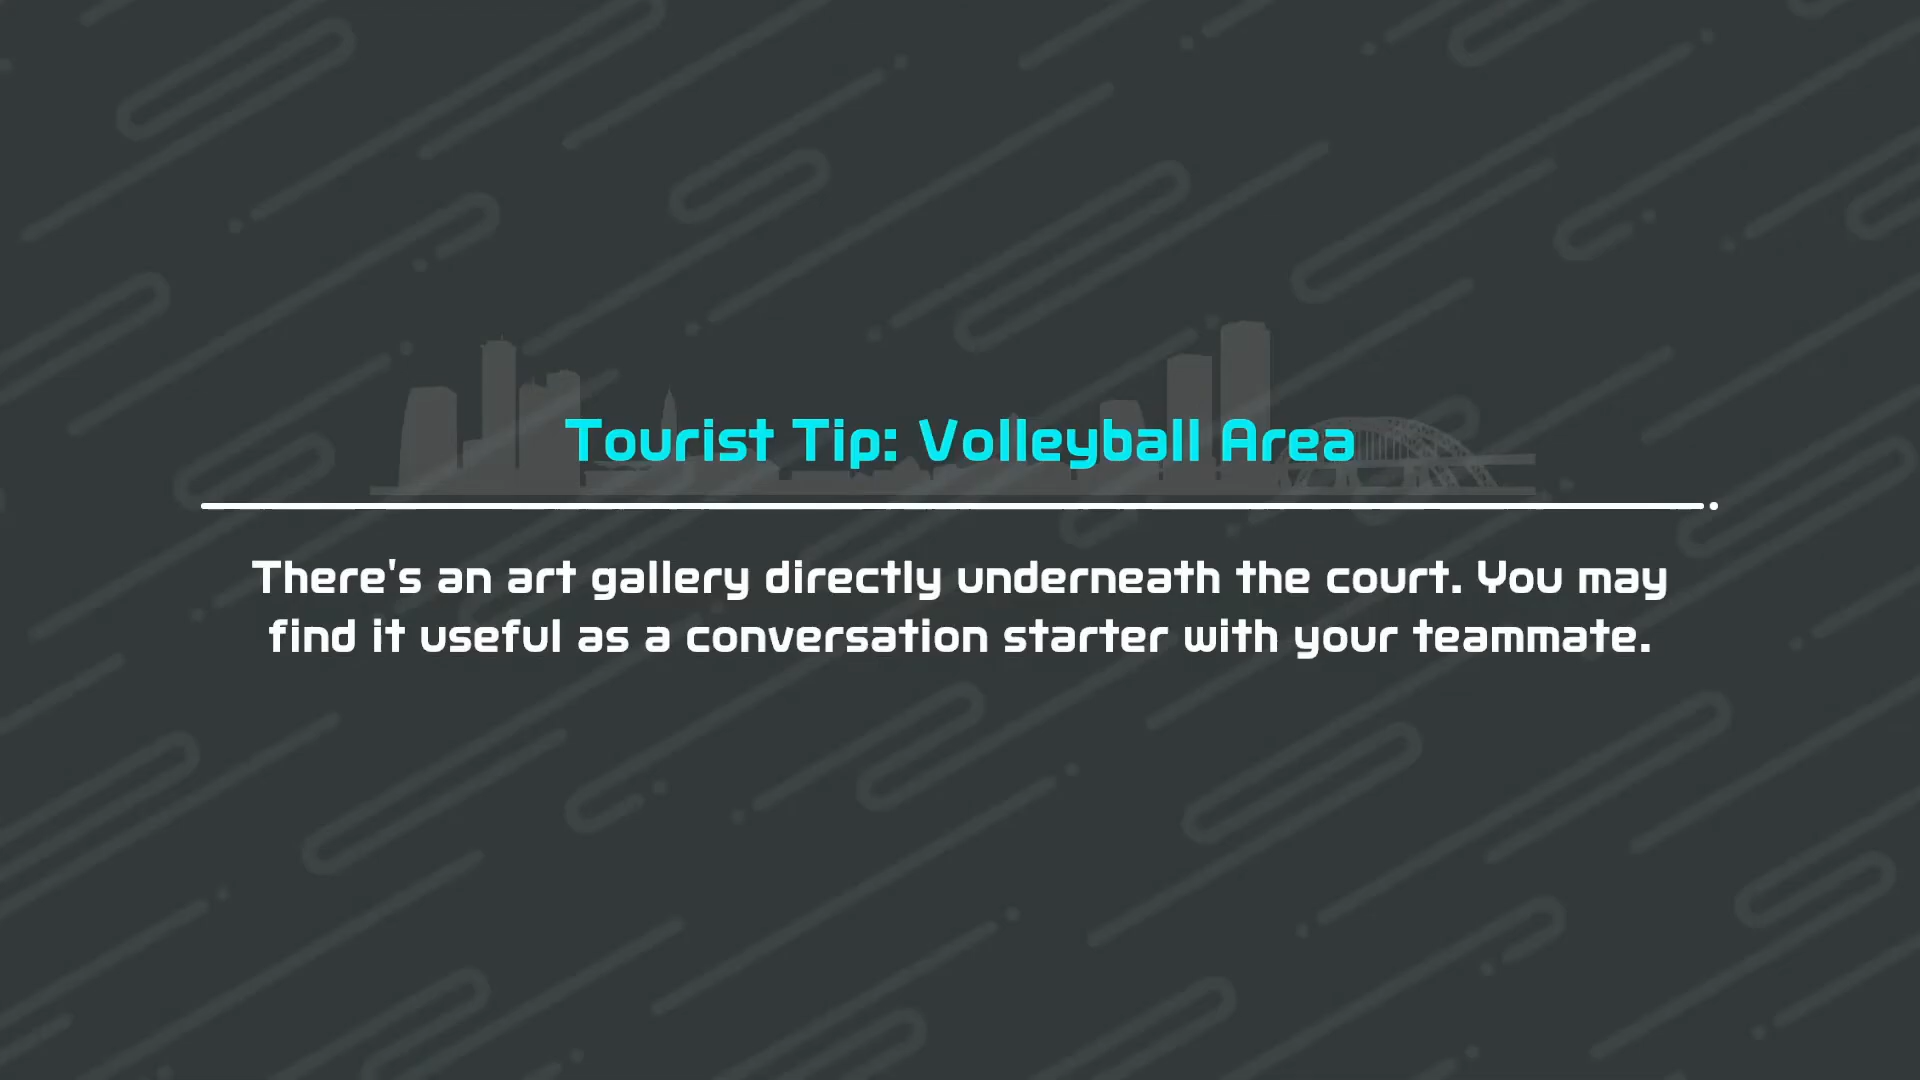 Tourist Tip: Volleyball Area
There's an art gallery directly underneath the court. You may
find it useful as a conversation starter with your teammate.